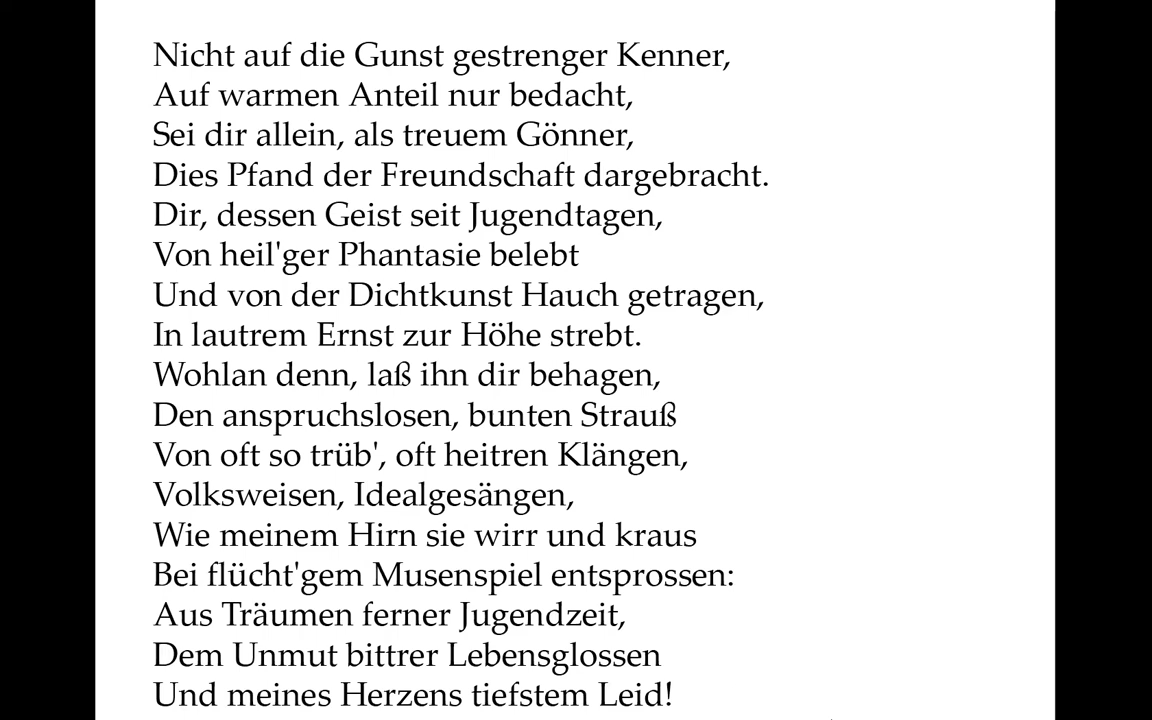 Nicht auf die Gunst gestrenger Kenner,
Auf warmen Anteil nur bedacht,
Sei dir allein, als treuem Gönner,
Dies Pfand der Freundschaft dargebracht.
Dir, dessen Geist seit Jugendtagen,
Von heil'ger Phantasie belebt
Und von der Dichtkunst Hauch getragen,
In lautrem Ernst zur Höhe strebt.
Wohlan denn, laß ihn dir behagen,
Den anspruchslosen, bunten Strauß
Von oft so trüb', oft heitren Klängen,
Volksweisen, Idealgesängen,
Wie meinem Hirn sie wirr und kraus
Bei flücht'gem Musenspiel entsprossen:
Aus Träumen ferner Jugendzeit,
Dem Unmut bittrer Lebensglossen
Und meines Herzens tiefstem Leid!